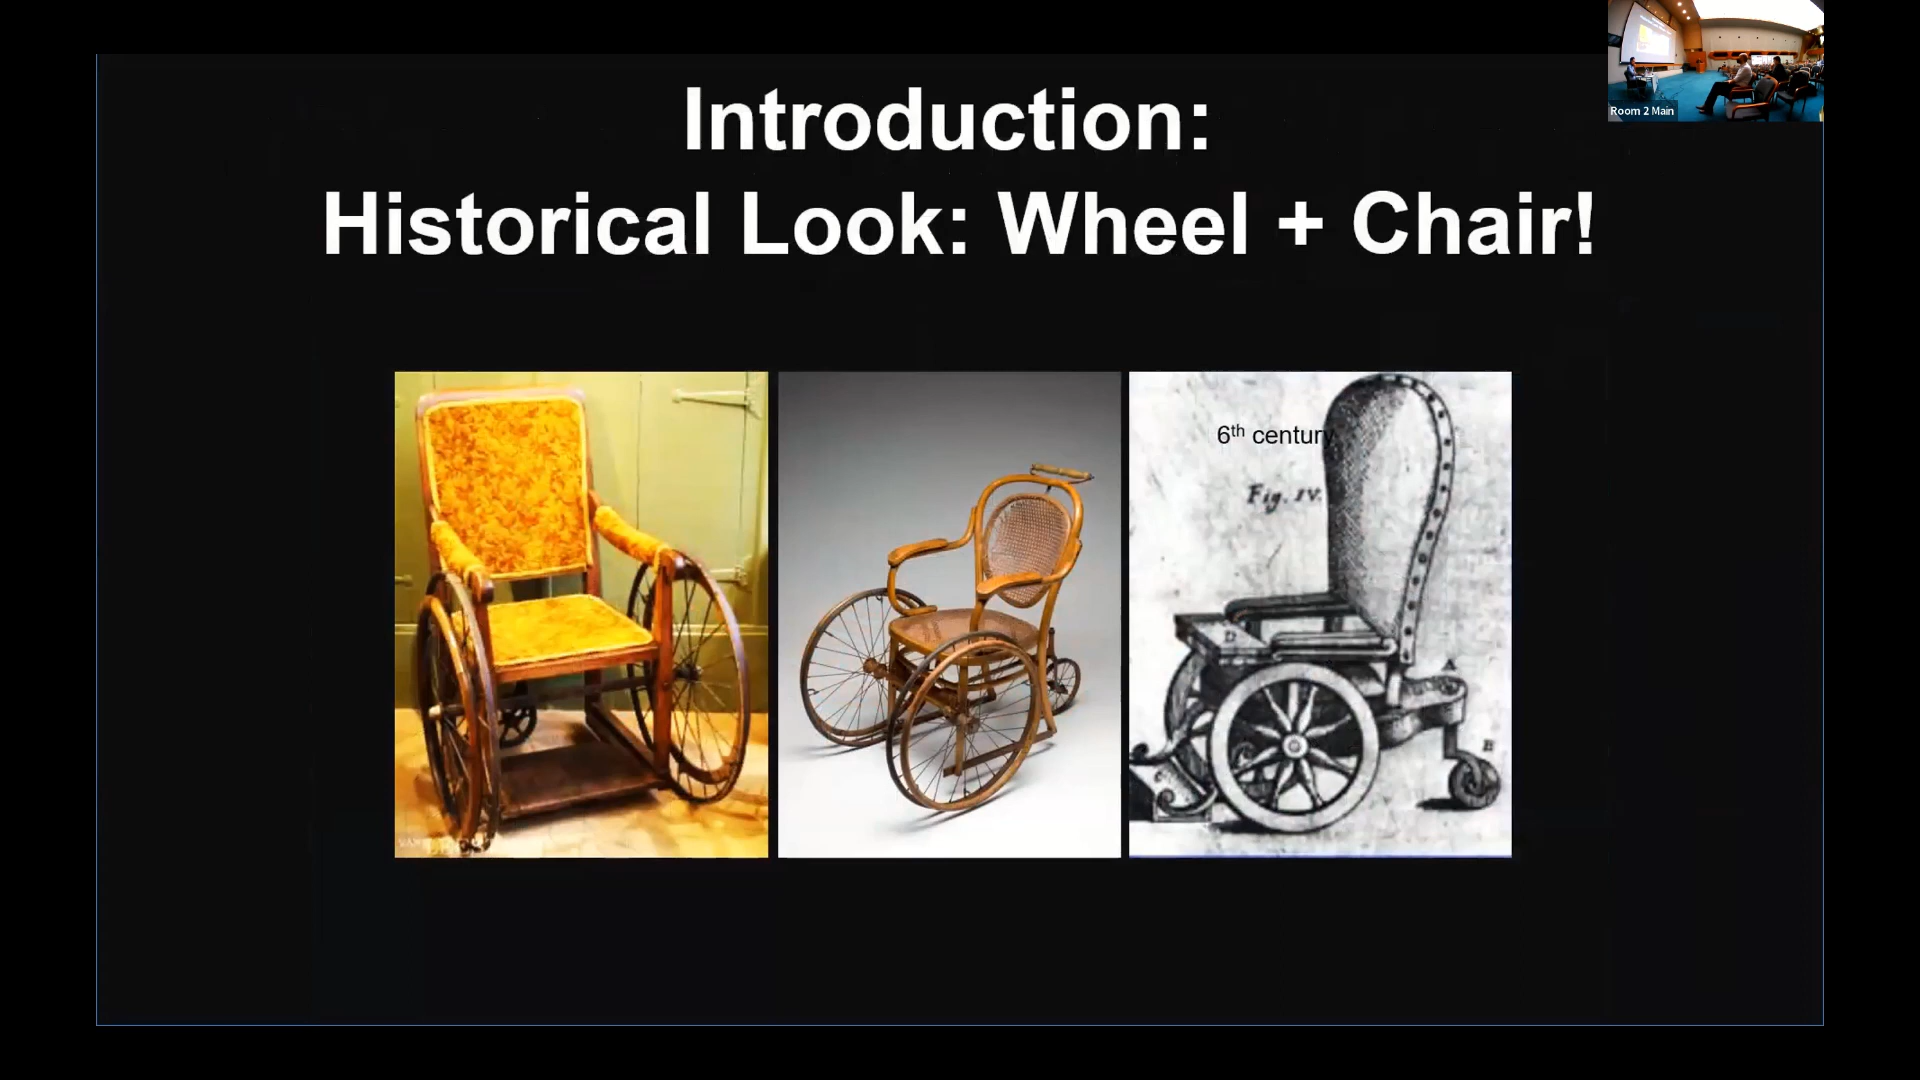 Introduction:
Historical Look: Wheel + Chair!
Room 2 Main
6th century
Fig. IV.
D
A
B